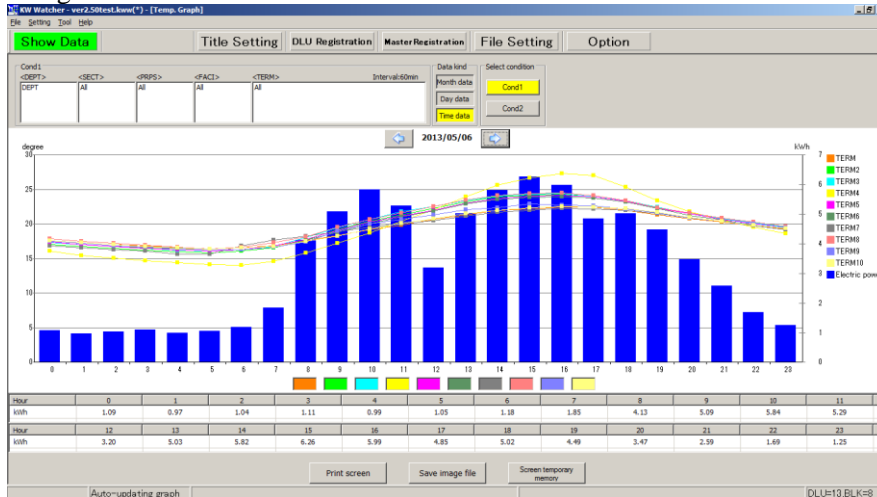 KW Watcher - ver2.50test.kww(*) - [Temp. Graph]
File Setting Tool Help
Show Data Title Setting DLU Registration Master Registration File Setting Option
Cond1 Data kind Select condition
<DEPT> <SECT> <PRPS> <FACI> <TERM> Interval:60min
DEPT All All All All
Month data
Day data
Time data
Cond1
Cond2
2013/05/06
degree kWh
30 25 20 15 10 5 0
7 6 5 4 3 2 1 0
TERM
TERM2
TERM3
TERM4
TERM5
TERM6
TERM7
TERM8
TERM9
TERM10
Electric pow
0 1 2 3 4 5 6 7 8 9 10 11 12 13 14 15 16 17 18 19 20 21 22 23
Hour 0 1 2 3 4 5 6 7 8 9 10 11
kWh 1.09 0.97 1.04 1.11 0.99 1.05 1.18 1.85 4.13 5.09 5.84 5.29
Hour 12 13 14 15 16 17 18 19 20 21 22 23
kWh 3.20 5.03 5.82 6.26 5.99 4.85 5.02 4.49 3.47 2.59 1.69 1.25
Print screen Save image file Screen temporary
memory
Auto-updating graph DLU=13,BLK=8